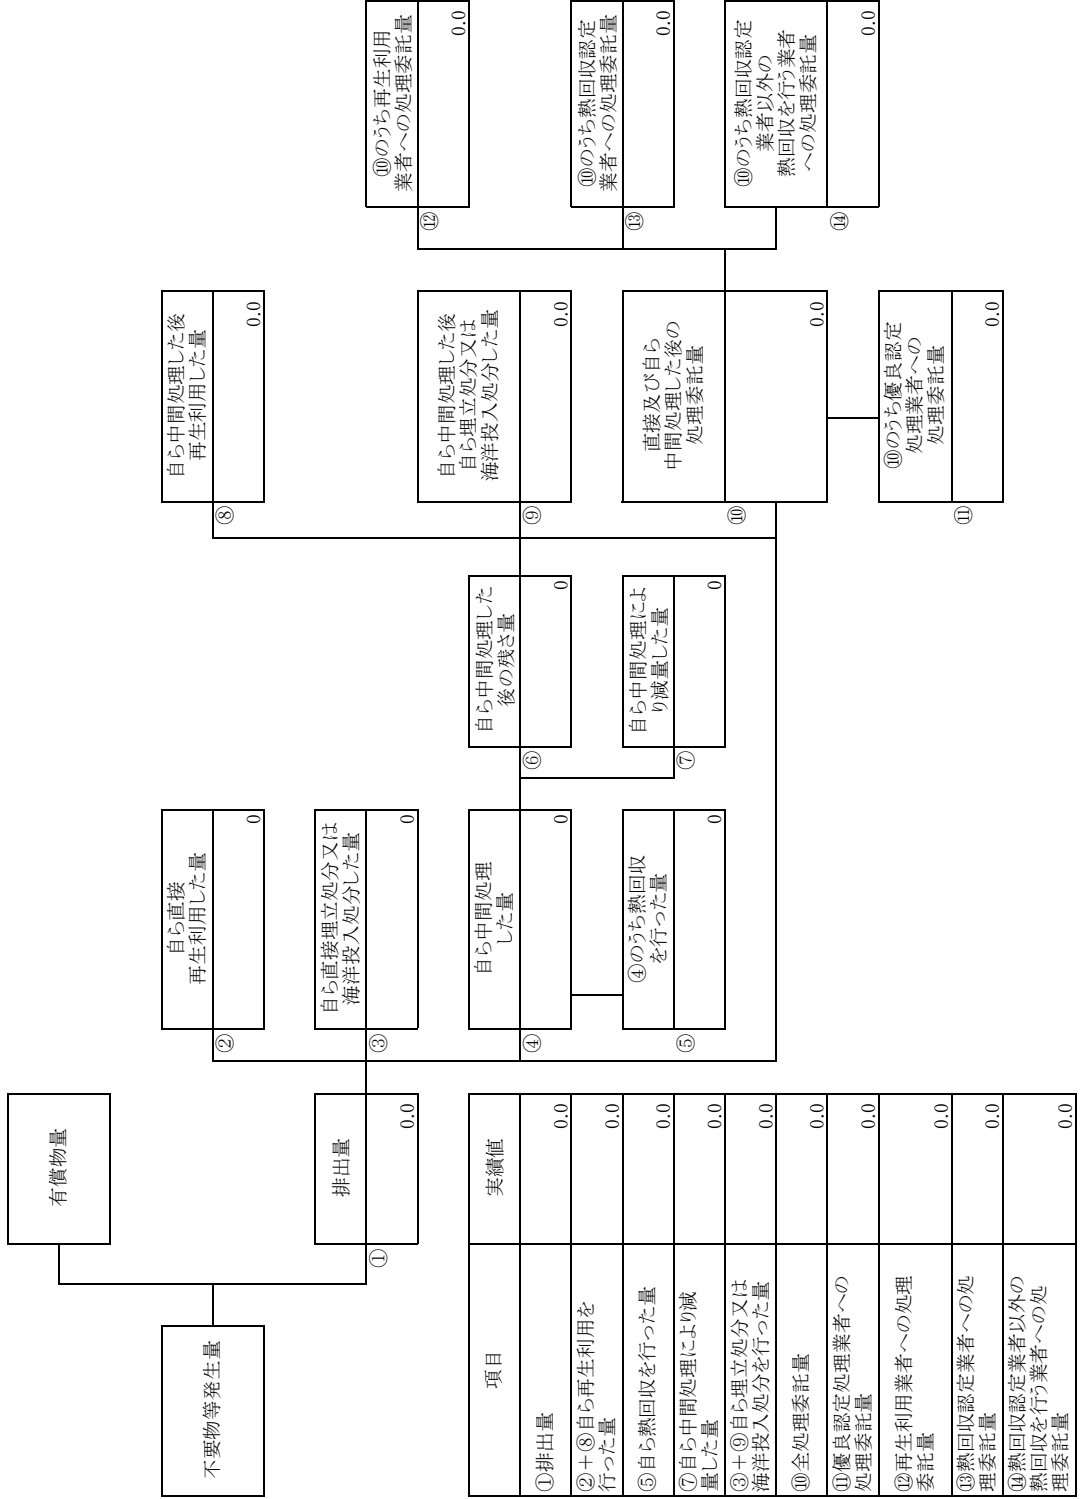 不要物等発生量
有償物量
排出量
①
0.0
自ら直接
再生利用した量
②
0
自ら直接埋立処分又は
海洋投入処分した量
③
0
自ら中間処理
した量
④
0
④のうち熱回収
を行った量
⑤
0
自ら中間処理した
後の残さ量
⑥
0
自ら中間処理によ
り減量した量
⑦
0
自ら中間処理した後
再生利用した量
⑧
0.0
自ら中間処理した後
自ら埋立処分又は
海洋投入処分した量
⑨
0.0
直接及び自ら
中間処理した後の
処理委託量
⑩
0.0
⑩のうち優良認定
処理業者への
処理委託量
⑪
0.0
⑩のうち再生利用
業者への処理委託量
⑫
0.0
⑩のうち熱回収認定
業者への処理委託量
⑬
0.0
⑩のうち熱回収認定
業者以外の
熱回収を行う業者
への処理委託量
⑭
0.0
項目
実績値
①排出量
0.0
②+⑧自ら再生利用を
行った量
0.0
⑤自ら熱回収を行った量
0.0
⑦自ら中間処理により減
量した量
0.0
③+⑨自ら埋立処分又は
海洋投入処分を行った量
0.0
⑩全処理委託量
0.0
⑪優良認定処理業者への
処理委託量
0.0
⑫再生利用業者への処理
委託量
0.0
⑬熱回収認定業者への処
理委託量
0.0
⑭熱回収認定業者以外の
熱回収を行う業者への処
理委託量
0.0